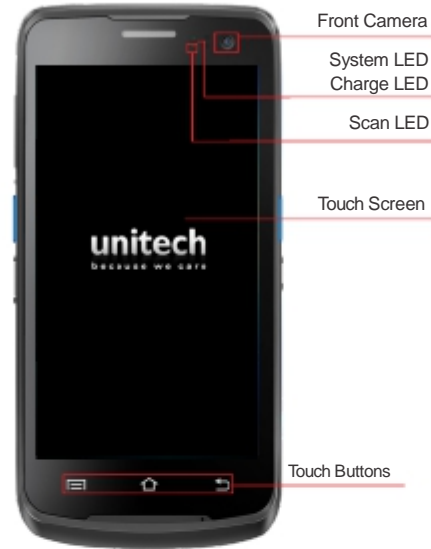 Front Camera
System LED
Charge LED
Scan LED
Touch Screen
unitech
because we care
Touch Buttons